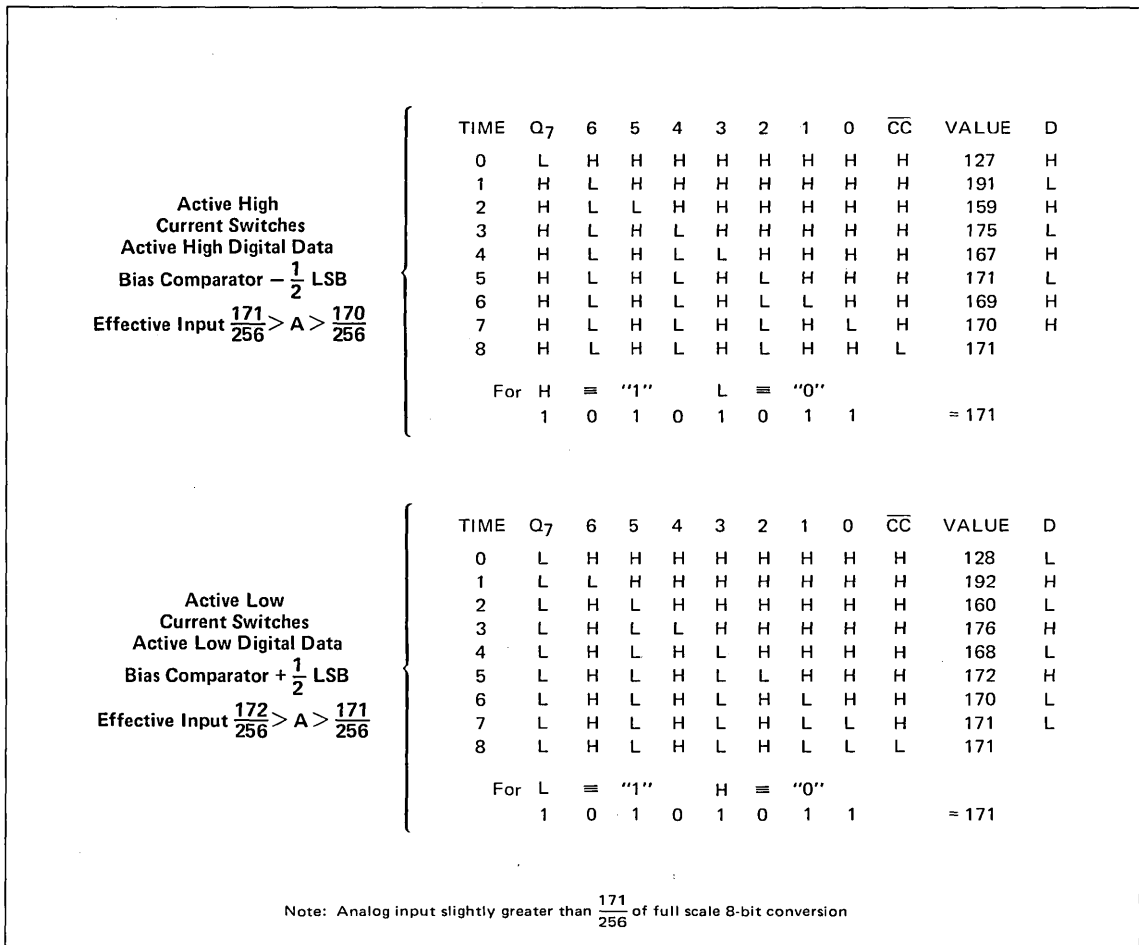 TIME Q7 6 5 4 3 2 1 0 CC VALUE D
0 L H H H H H H H H 127 H
1 H L H H H H H H H 191 L
2 H L L H H H H H H 159 H
3 H L H L H H H H H 175 L
4 H L H L L H H H H 167 H
5 H L H L H L H H H 171 L
6 H L H L H L L H H 169 H
7 H L H L H L H L H 170 H
8 H L H L H L H H L 171
For H ≡ "1" L ≡ "0"
1 0 1 0 1 0 1 1 = 171
Active High
Current Switches
Active High Digital Data
Bias Comparator − 1/2 LSB
Effective Input 171/256 > A > 170/256
TIME Q7 6 5 4 3 2 1 0 CC VALUE D
0 L H H H H H H H H 128 L
1 L L H H H H H H H 192 H
2 L H L H H H H H H 160 L
3 L H L L H H H H H 176 H
4 L H L H L H H H H 168 L
5 L H L H L L H H H 172 H
6 L H L H L H L H H 170 L
7 L H L H L H L L H 171 L
8 L H L H L H L L L 171
For L ≡ "1" H ≡ "0"
1 0 1 0 1 0 1 1 = 171
Active Low
Current Switches
Active Low Digital Data
Bias Comparator + 1/2 LSB
Effective Input 172/256 > A > 171/256
Note: Analog input slightly greater than 171/256 of full scale 8-bit conversion